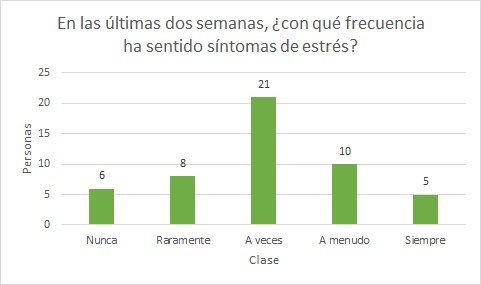 En las últimas dos semanas, ¿con qué frecuencia
ha sentido síntomas de estrés?
25
20
15
10
5
0
Personas
6
8
21
10
5
Nunca
Raramente
A veces
A menudo
Siempre
Clase